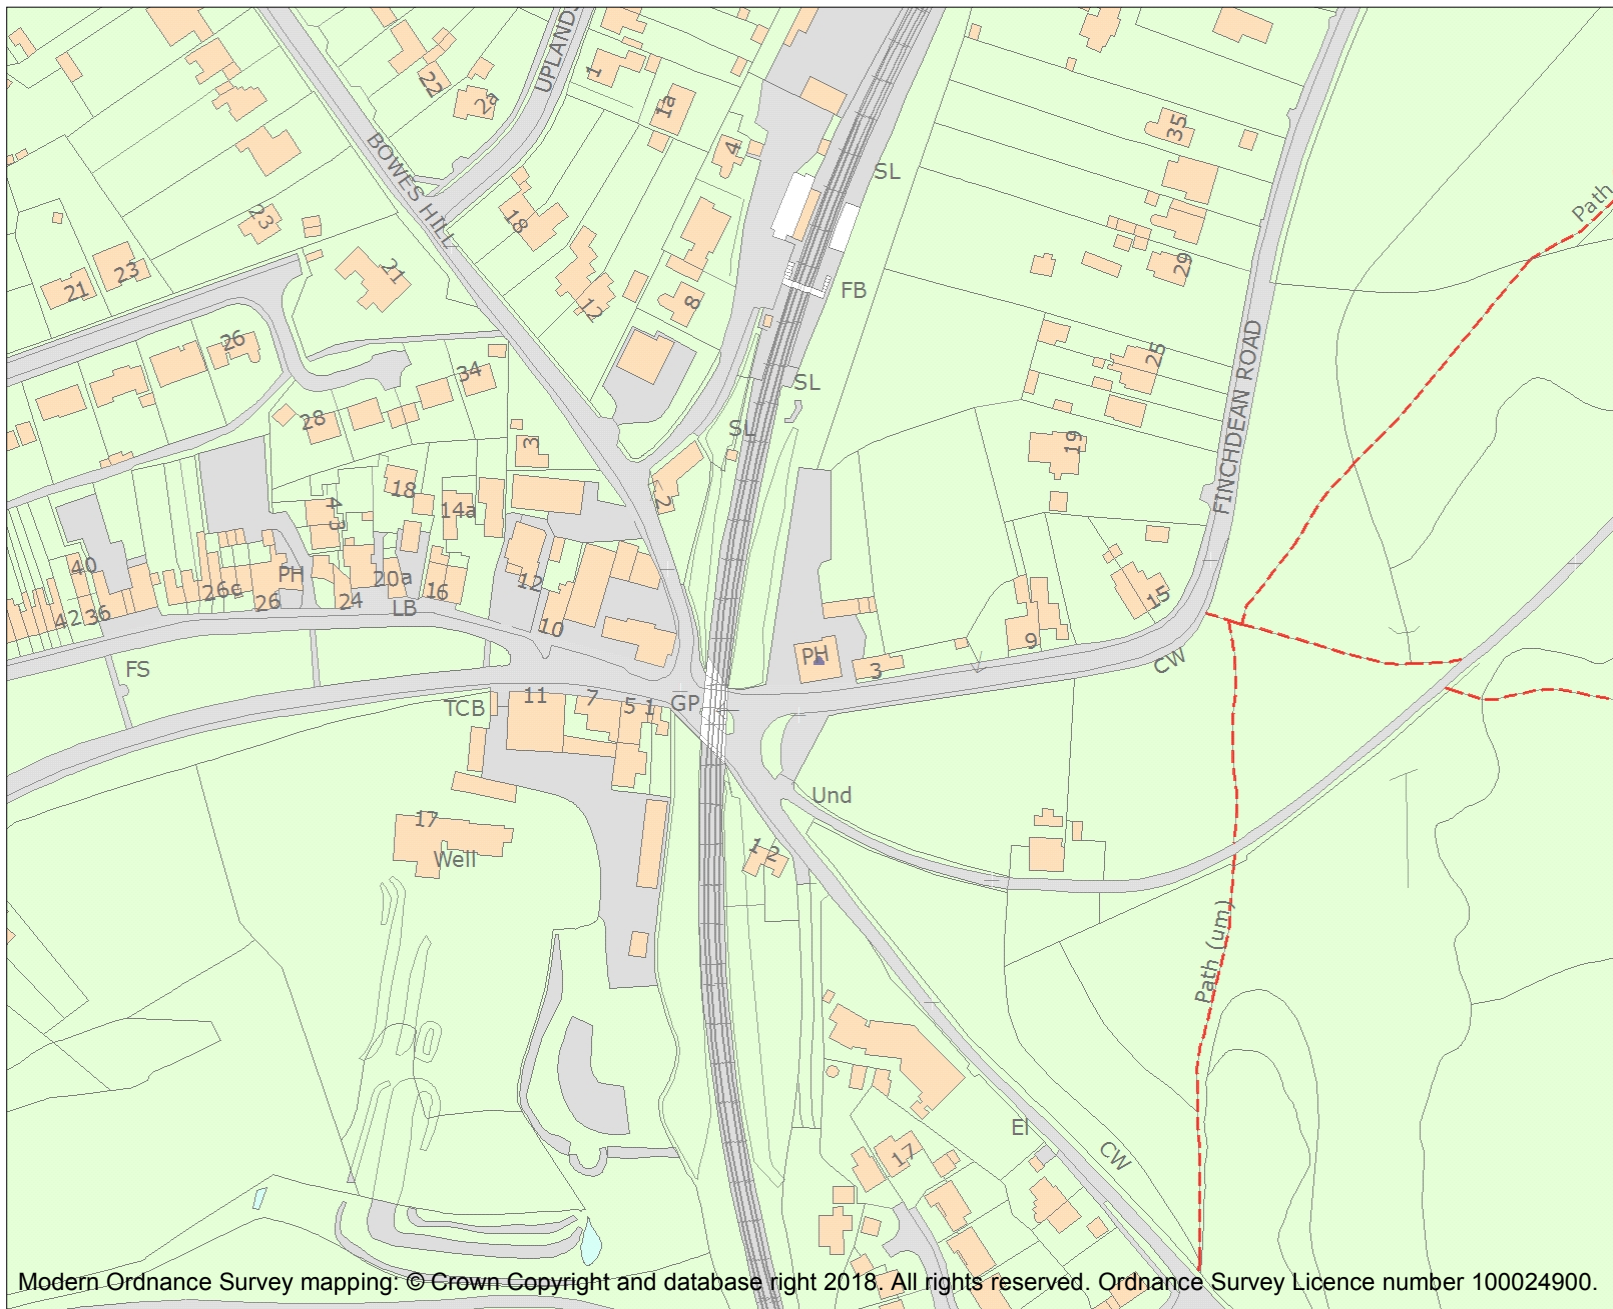 UPLANDS
1
22
2a
1a
BOWES HILL
4
35
SL
Path
23
18
21
23
21
29
12
8
FB
26
34
25
SL
28
FINCHDEAN ROAD
SL
3
19
18
2
4
3
14a
40
PH
20a
12
26c
16
15
42
36
26
24
LB
10
9
FS
PH
3
CW
11
7
5
1
GP
TCB
Und
17
1
2
Well
Path (um)
El
CW
17
Modern Ordnance Survey mapping: © Crown Copyright and database right 2018. All rights reserved. Ordnance Survey Licence number 100024900.